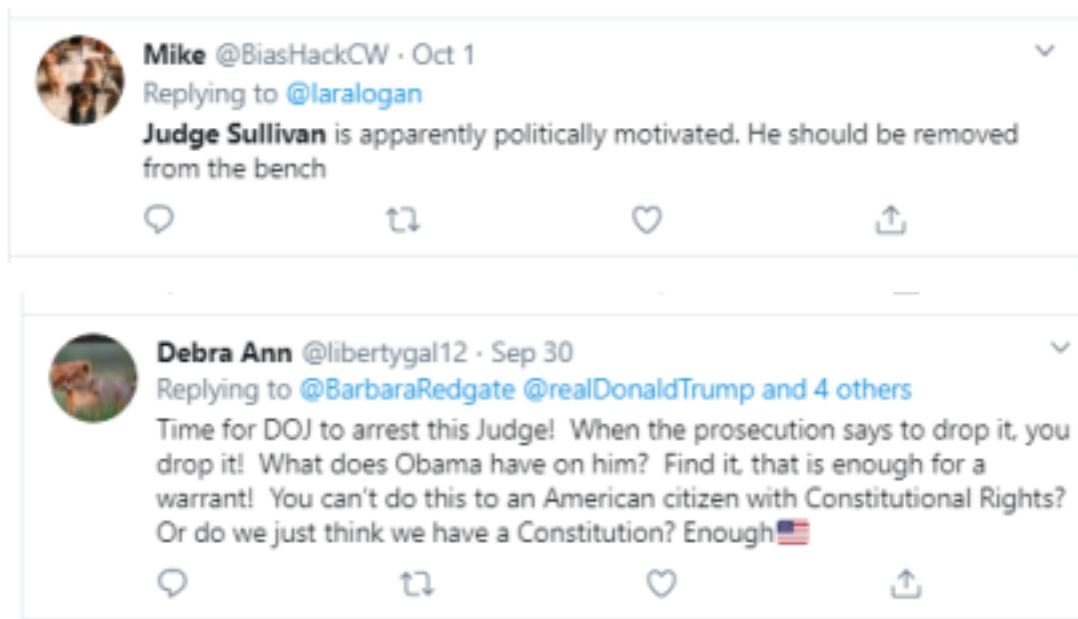 Mike @BiasHackCW · Oct 1
Replying to @laralogan
Judge Sullivan is apparently politically motivated. He should be removed
from the bench
Debra Ann @libertygal12 · Sep 30
Replying to @BarbaraRedgate @realDonaldTrump and 4 others
Time for DOJ to arrest this Judge!  When the prosecution says to drop it, you
drop it!  What does Obama have on him?  Find it, that is enough for a
warrant!  You can't do this to an American citizen with Constitutional Rights?
Or do we just think we have a Constitution? Enough🇺🇸